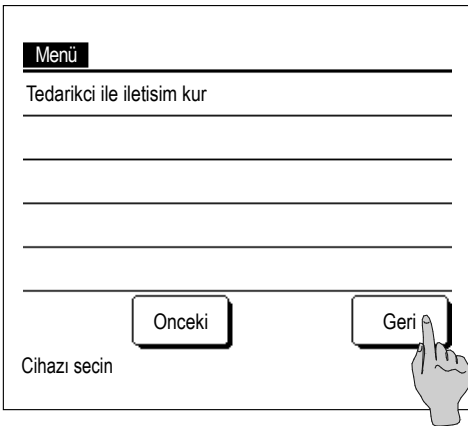 Menü
Tedarikci ile iletisim kur
Onceki
Geri
Cihazı secin